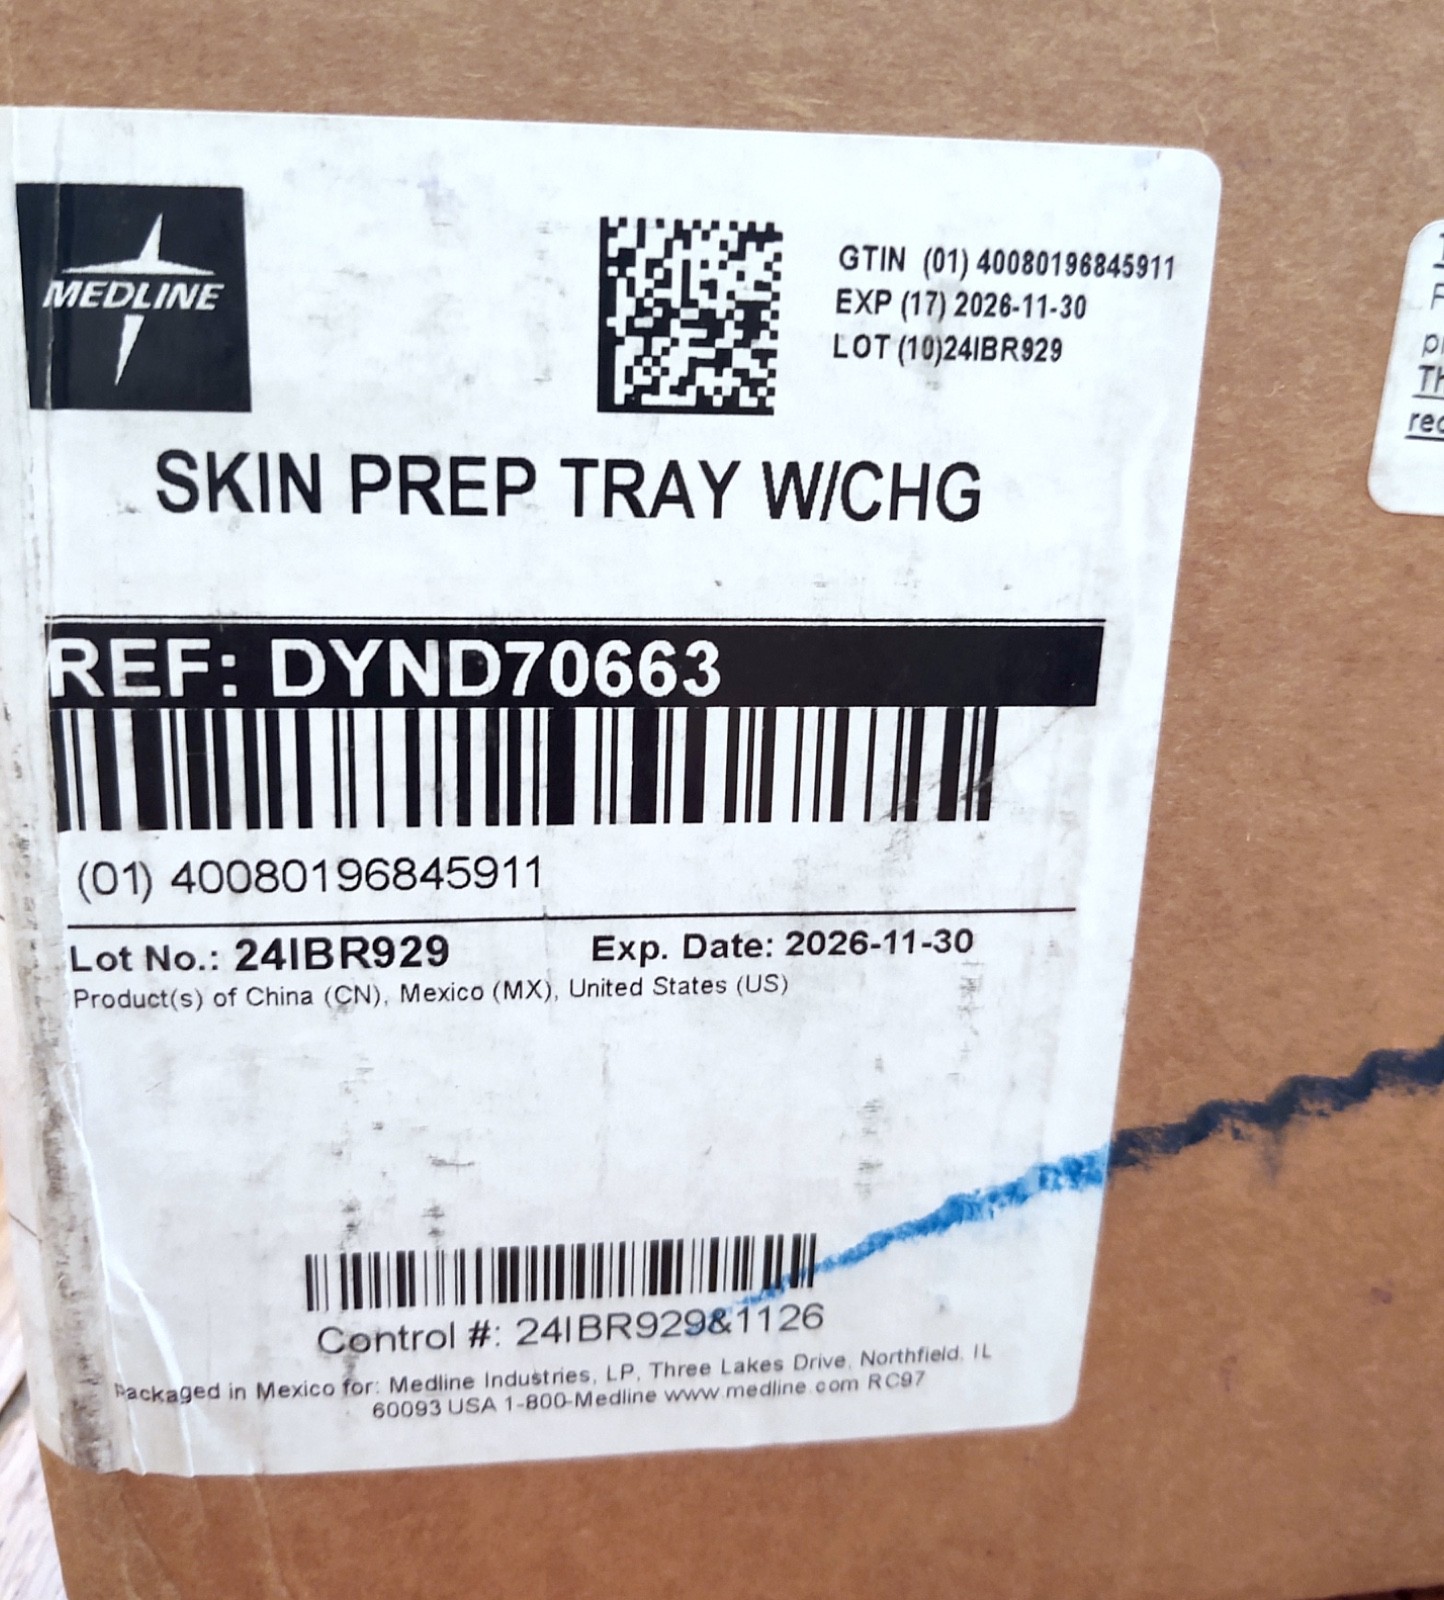 MEDLINE
GTIN (01) 40080196845911
EXP (17) 2026-11-30
LOT (10)24IBR929
SKIN PREP TRAY W/CHG
REF: DYND70663
(01) 40080196845911
Lot No.: 24IBR929 Exp. Date: 2026-11-30
Product(s) of China (CN), Mexico (MX), United States (US)
Control #: 24IBR929&1126
Packaged in Mexico for: Medline Industries, LP, Three Lakes Drive, Northfield, IL
60093 USA 1-800-Medline www.medline.com RC97